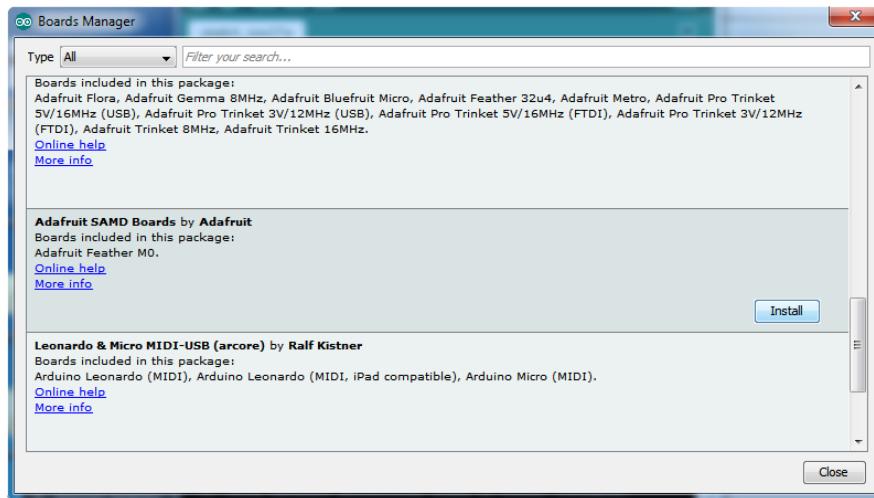 Boards Manager
Type All Filter your search...
Boards included in this package:
Adafruit Flora, Adafruit Gemma 8MHz, Adafruit Bluefruit Micro, Adafruit Feather 32u4, Adafruit Metro, Adafruit Pro Trinket
5V/16MHz (USB), Adafruit Pro Trinket 3V/12MHz (USB), Adafruit Pro Trinket 5V/16MHz (FTDI), Adafruit Pro Trinket 3V/12MHz
(FTDI), Adafruit Trinket 8MHz, Adafruit Trinket 16MHz.
Online help
More info
Adafruit SAMD Boards by Adafruit
Boards included in this package:
Adafruit Feather M0.
Online help
More info
Install
Leonardo & Micro MIDI-USB (arcore) by Ralf Kistner
Boards included in this package:
Arduino Leonardo (MIDI), Arduino Leonardo (MIDI, iPad compatible), Arduino Micro (MIDI).
Online help
More info
Close